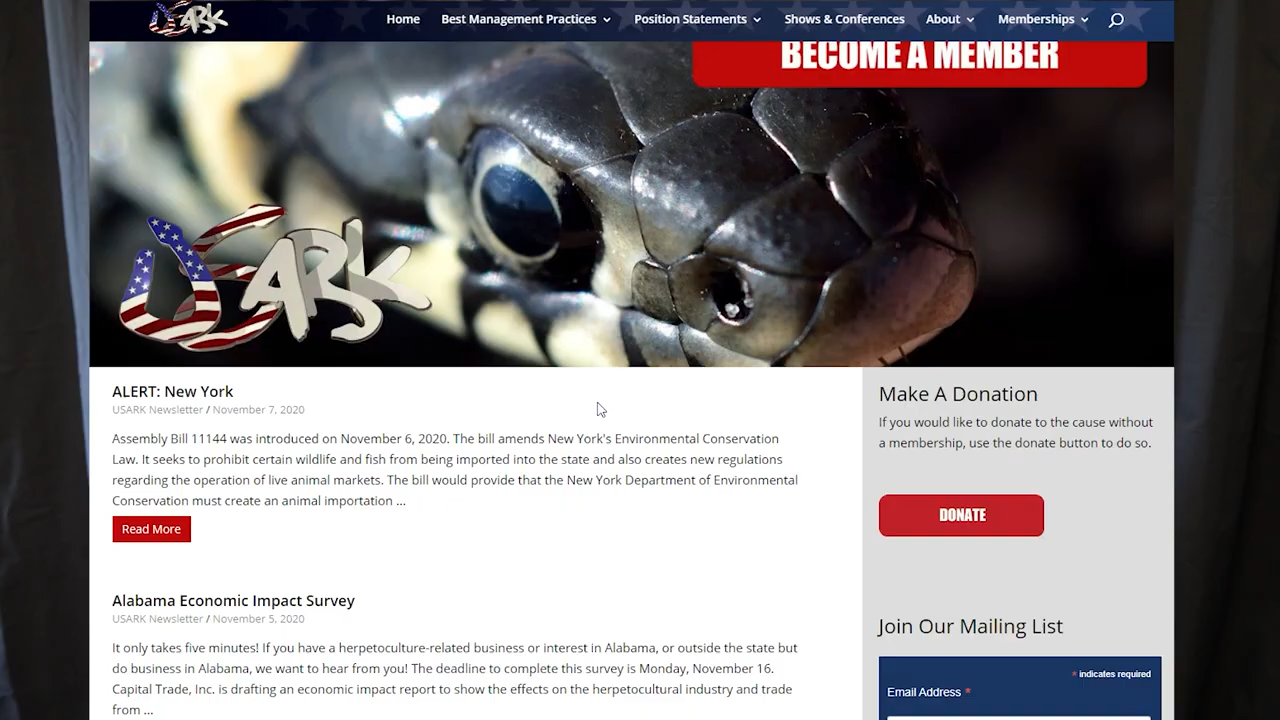 USARK Home Best Management Practices Position Statements Shows & Conferences About Memberships
BECOME A MEMBER
USARK
ALERT: New York
USARK Newsletter / November 7, 2020
Assembly Bill 11144 was introduced on November 6, 2020. The bill amends New York's Environmental Conservation
Law. It seeks to prohibit certain wildlife and fish from being imported into the state and also creates new regulations
regarding the operation of live animal markets. The bill would provide that the New York Department of Environmental
Conservation must create an animal importation ...
Read More
Alabama Economic Impact Survey
USARK Newsletter / November 5, 2020
It only takes five minutes! If you have a herpetoculture-related business or interest in Alabama, or outside the state but
do business in Alabama, we want to hear from you! The deadline to complete this survey is Monday, November 16.
Capital Trade, Inc. is drafting an economic impact report to show the effects on the herpetocultural industry and trade
from ...
Make A Donation
If you would like to donate to the cause without
a membership, use the donate button to do so.
DONATE
Join Our Mailing List
* indicates required
Email Address *